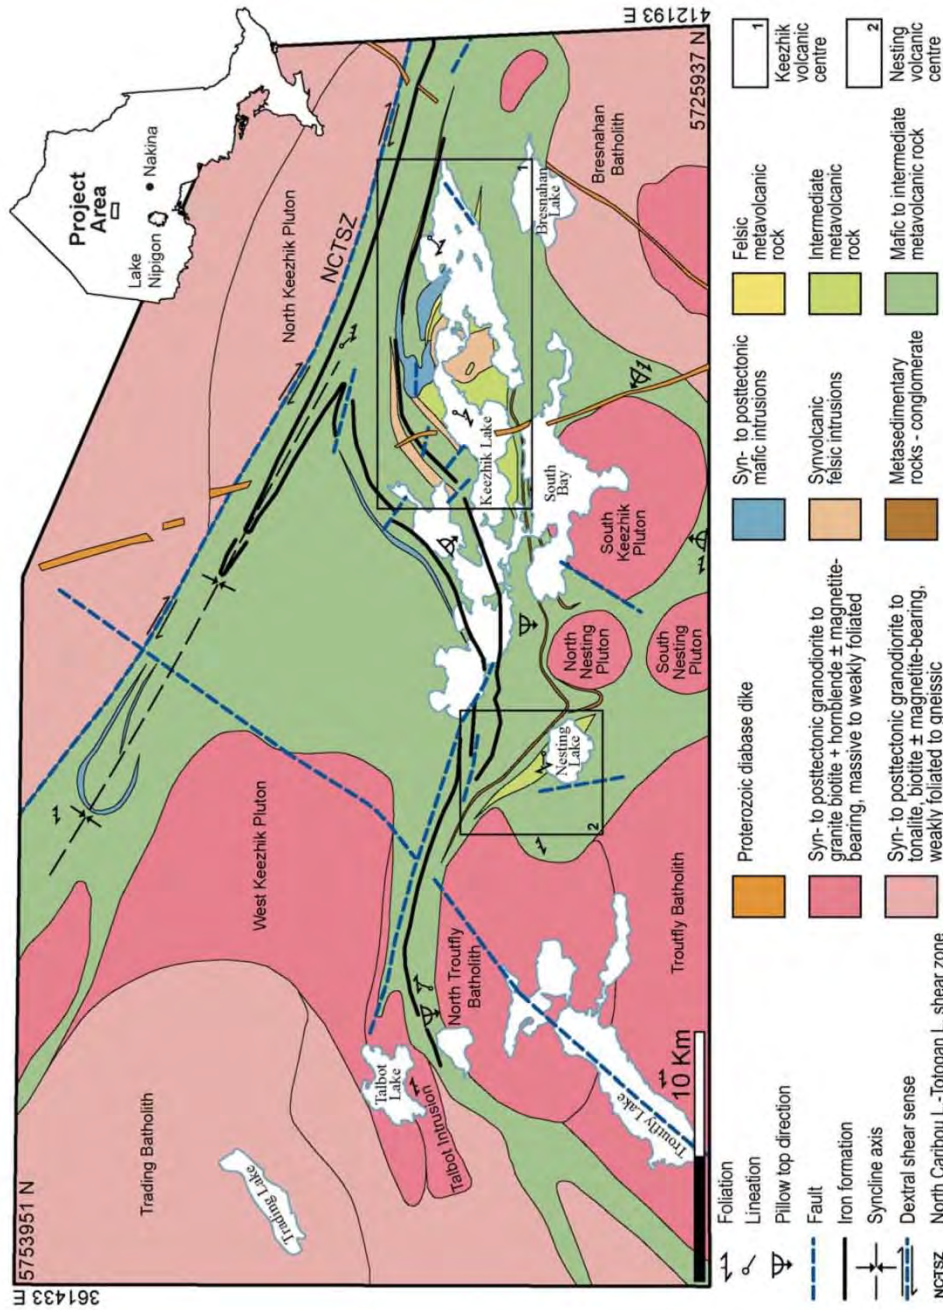 361433 E
5753951 N
412193 E
5725937 N
Project
Area
Lake
Nipigon
Nakina
North Keezhik Pluton
NCTSZ
Trading Batholith
Trading Lake
West Keezhik Pluton
Talbot
Lake
Talbot Intrusion
North Troutfly
Batholith
Troutfly Lake
Troutfly Batholith
Nesting
Lake
2
North
Nesting
Pluton
South
Nesting
Pluton
South
Keezhik
Pluton
South
Bay
Keezhik Lake
1
Bresnahan
Lake
Bresnahan
Batholith
10 Km
Foliation
Lineation
Pillow top direction
Fault
Iron formation
Syncline axis
Dextral shear sense
NCTSZ North Caribou L.-Totogan L. shear zone
Proterozoic diabase dike
Syn- to posttectonic granodiorite to
granite biotite + hornblende ± magnetite-
bearing, massive to weakly foliated
Syn- to posttectonic granodiorite to
tonalite, biotite ± magnetite-bearing,
weakly foliated to gneissic
Syn- to posttectonic
mafic intrusions
Synvolcanic
felsic intrusions
Metasedimentary
rocks - conglomerate
Felsic
metavolcanic
rock
Intermediate
metavolcanic
rock
Mafic to intermediate
metavolcanic rock
1
Keezhik
volcanic
centre
2
Nesting
volcanic
centre